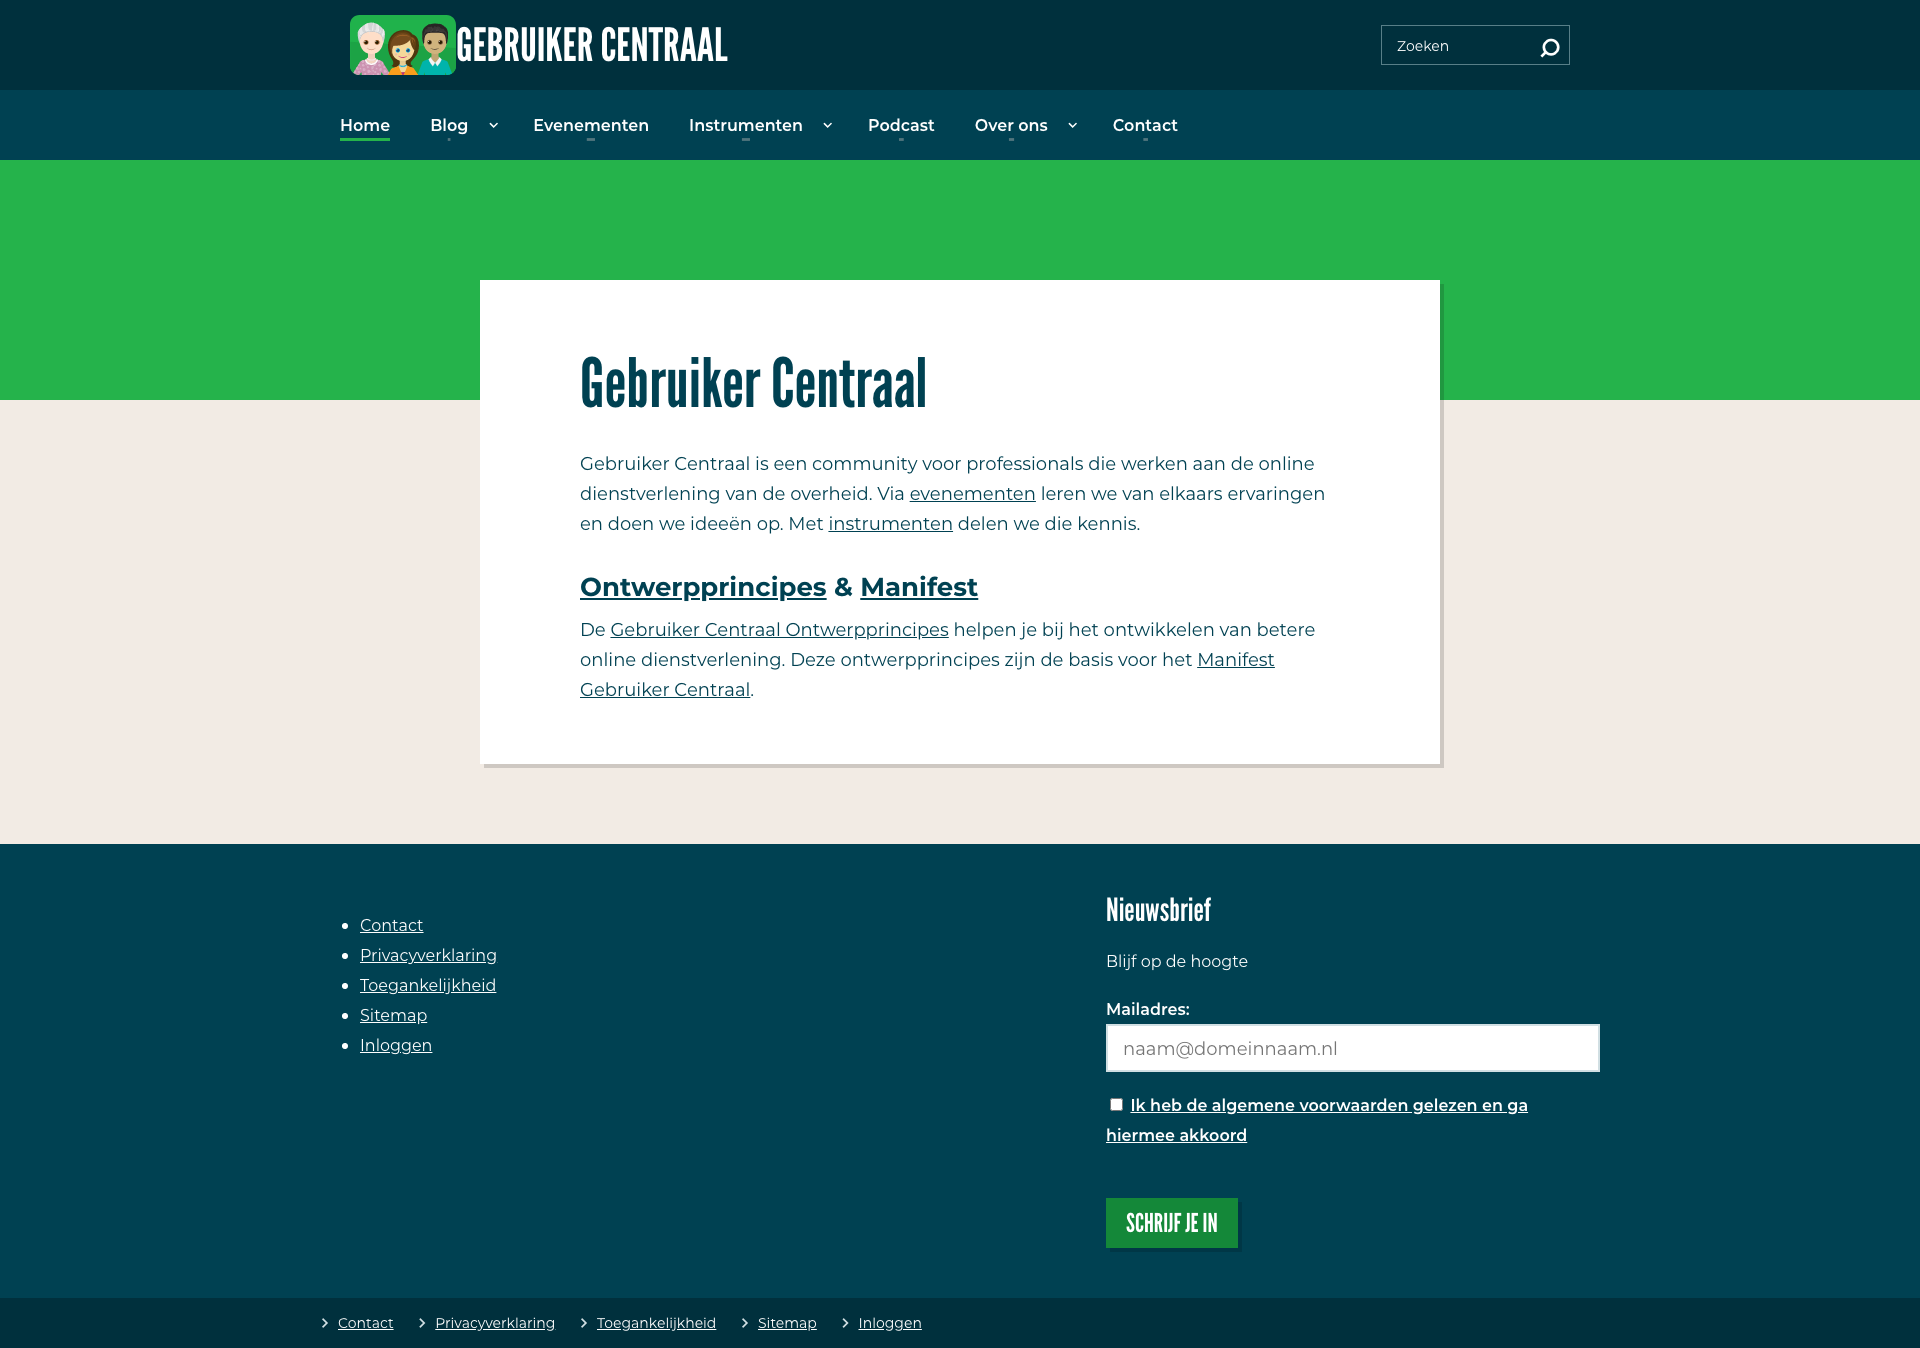 GEBRUIKER CENTRAAL
Zoeken
Home Blog Evenementen Instrumenten Podcast Over ons Contact
Gebruiker Centraal
Gebruiker Centraal is een community voor professionals die werken aan de online
dienstverlening van de overheid. Via evenementen leren we van elkaars ervaringen
en doen we ideeën op. Met instrumenten delen we die kennis.
Ontwerpprincipes & Manifest
De Gebruiker Centraal Ontwerpprincipes helpen je bij het ontwikkelen van betere
online dienstverlening. Deze ontwerpprincipes zijn de basis voor het Manifest
Gebruiker Centraal.
Contact
Privacyverklaring
Toegankelijkheid
Sitemap
Inloggen
Nieuwsbrief
Blijf op de hoogte
Mailadres:
naam@domeinnaam.nl
Ik heb de algemene voorwaarden gelezen en ga
hiermee akkoord
SCHRIJF JE IN
Contact Privacyverklaring Toegankelijkheid Sitemap Inloggen